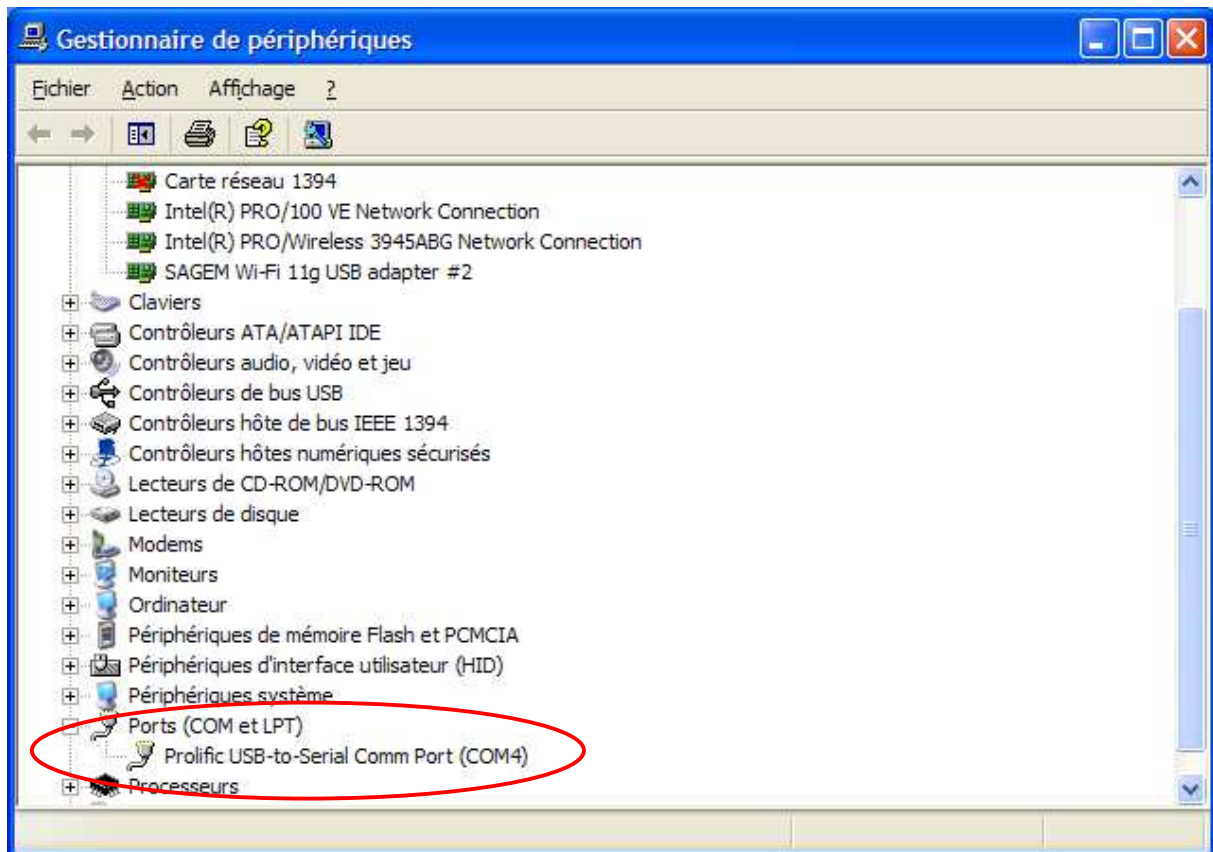 Gestionnaire de périphériques
Fichier Action Affichage ?
Carte réseau 1394
Intel(R) PRO/100 VE Network Connection
Intel(R) PRO/Wireless 3945ABG Network Connection
SAGEM Wi-Fi 11g USB adapter #2
Claviers
Contrôleurs ATA/ATAPI IDE
Contrôleurs audio, vidéo et jeu
Contrôleurs de bus USB
Contrôleurs hôte de bus IEEE 1394
Contrôleurs hôtes numériques sécurisés
Lecteurs de CD-ROM/DVD-ROM
Lecteurs de disque
Modems
Moniteurs
Ordinateur
Périphériques de mémoire Flash et PCMCIA
Périphériques d'interface utilisateur (HID)
Périphériques système
Ports (COM et LPT)
Prolific USB-to-Serial Comm Port (COM4)
Processeurs